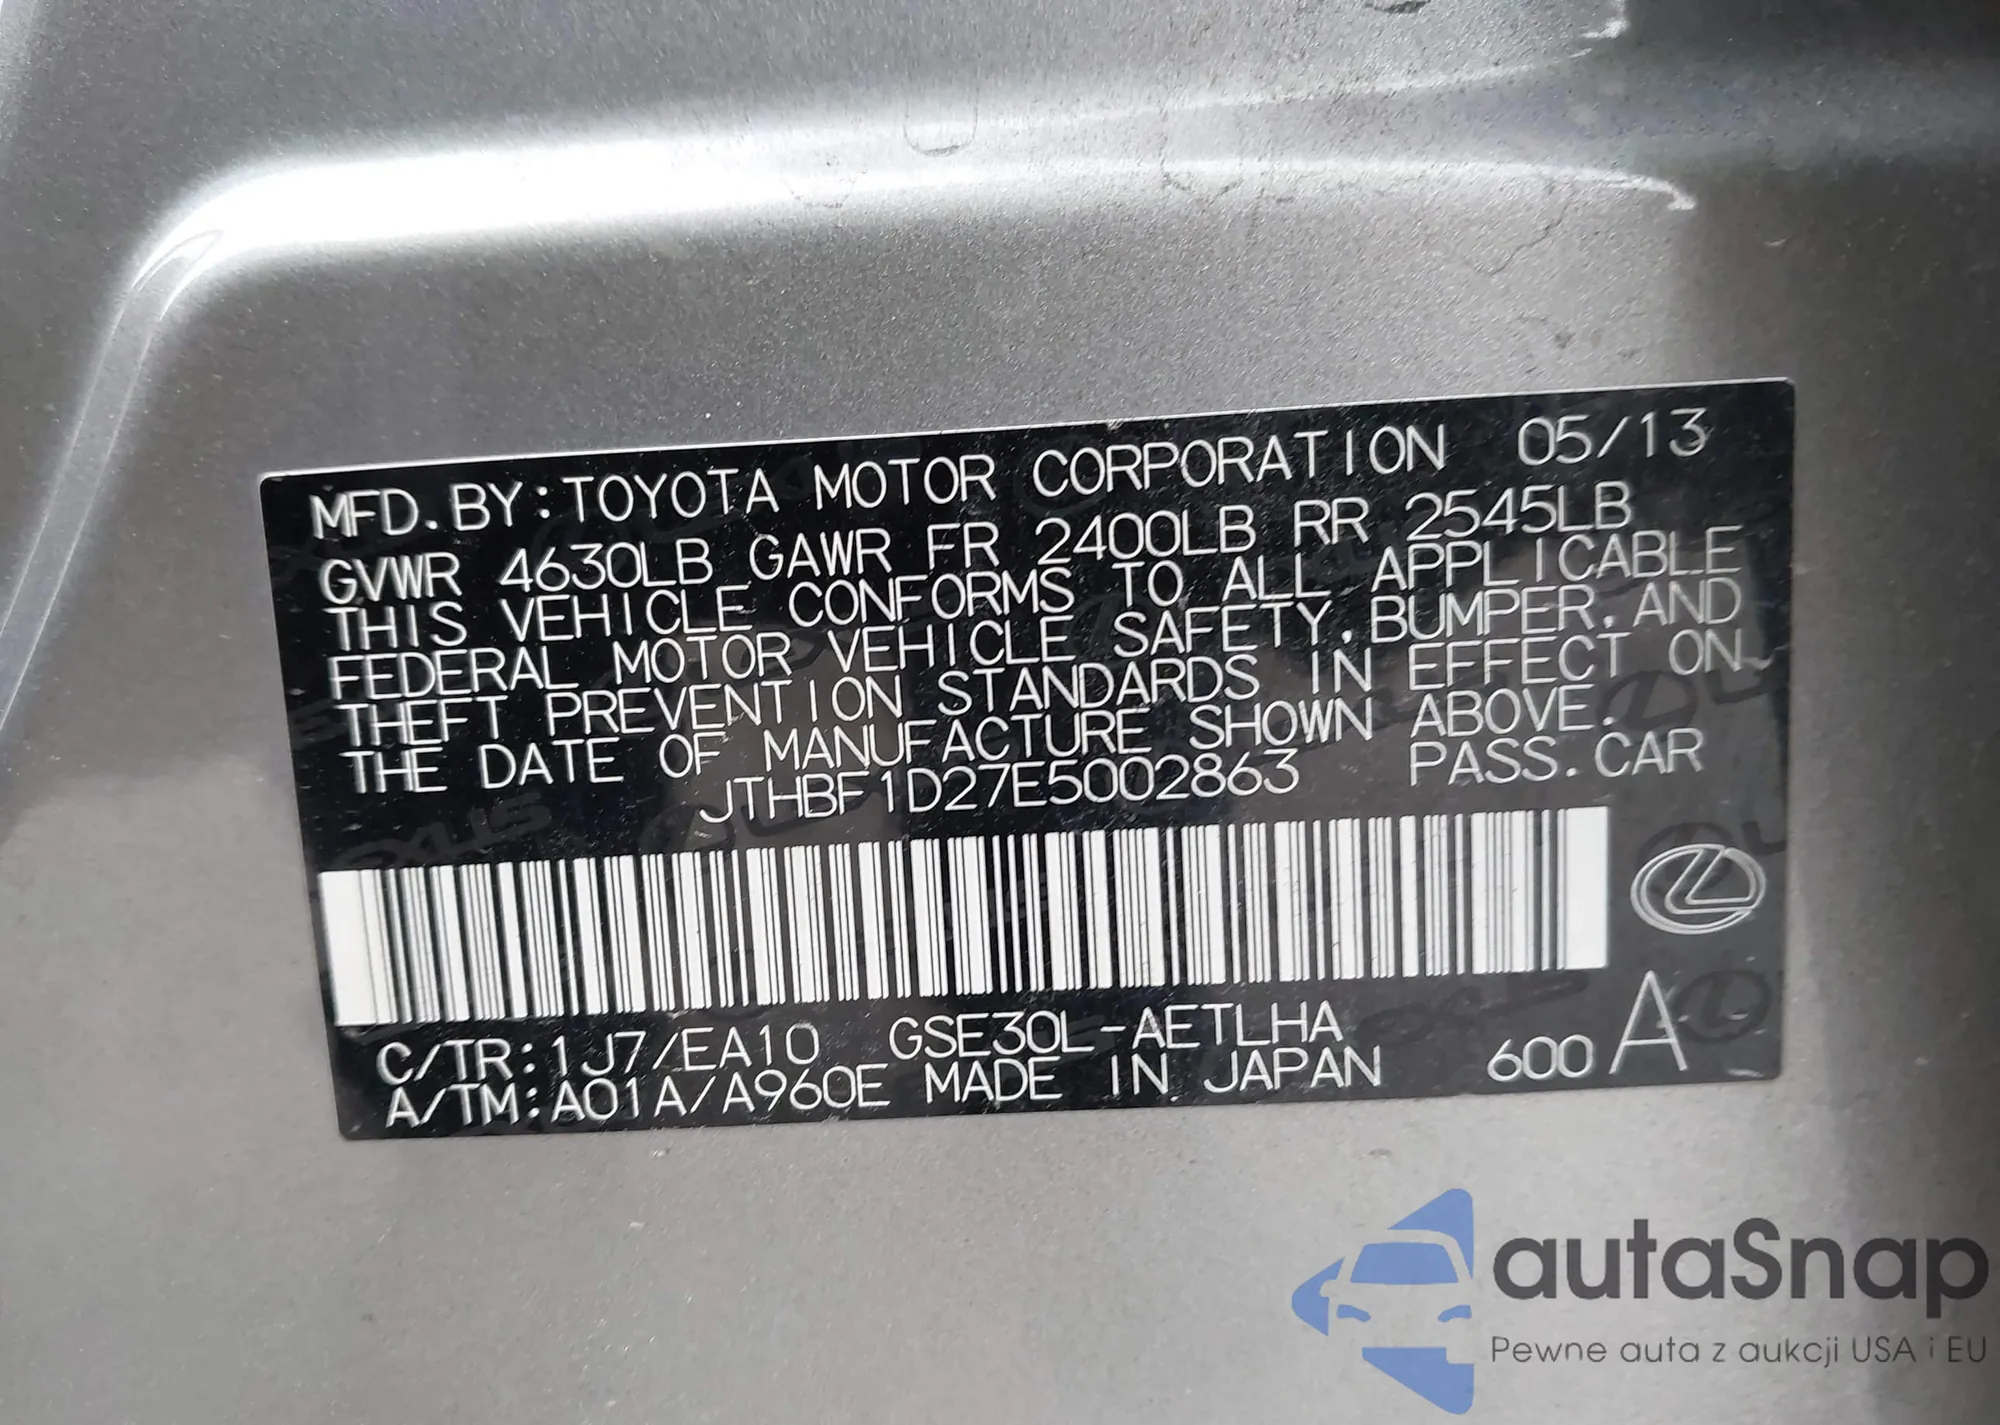 MFD. BY: TOYOTA MOTOR CORPORATION 05/13
GVWR 4630LB GAWR FR 2400LB RR 2545LB
THIS VEHICLE CONFORMS TO ALL APPLICABLE
FEDERAL MOTOR VEHICLE SAFETY, BUMPER, AND
THEFT PREVENTION STANDARDS IN EFFECT ON
THE DATE OF MANUFACTURE SHOWN ABOVE.
JTHBF1D27E5002863 PASS. CAR
C/TR: 1J7/EA10 GSE30L-AETLHA
A/TM: A01A/A960E MADE IN JAPAN 600 A
autaSnap
Pewne auta z aukcji USA i EU